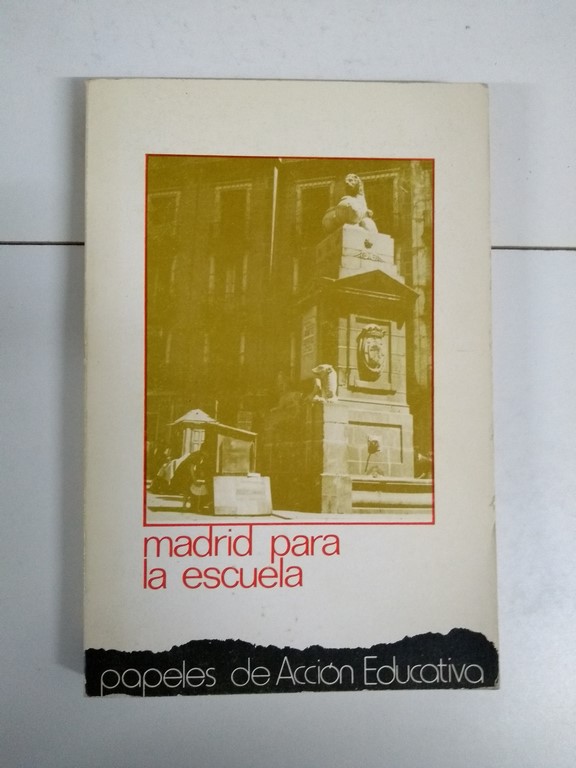 madrid para
la escuela
papeles de Acción Educativa